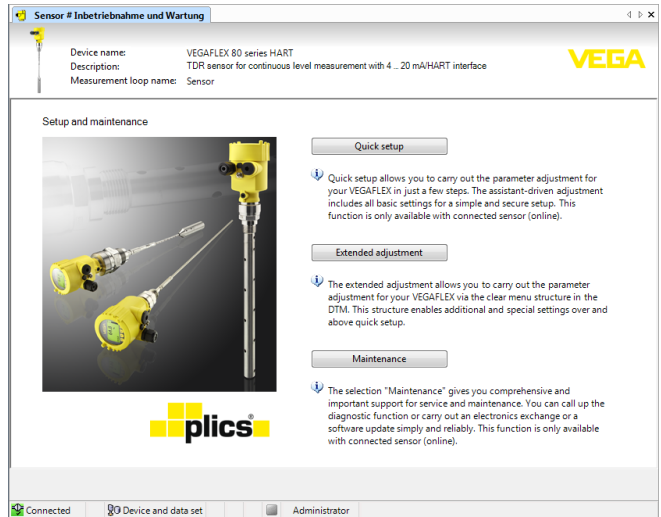 Sensor # Inbetriebnahme und Wartung
Device name: VEGAFLEX 80 series HART
Description: TDR sensor for continuous level measurement with 4 ... 20 mA/HART interface
Measurement loop name: Sensor
VEGA
Setup and maintenance
Quick setup
Quick setup allows you to carry out the parameter adjustment for
your VEGAFLEX in just a few steps. The assistant-driven adjustment
includes all basic settings for a simple and secure setup. This
function is only available with connected sensor (online).
Extended adjustment
The extended adjustment allows you to carry out the parameter
adjustment for your VEGAFLEX via the clear menu structure in the
DTM. This structure enables additional and special settings over and
above quick setup.
Maintenance
The selection "Maintenance" gives you comprehensive and
important support for service and maintenance. You can call up the
diagnostic function or carry out an electronics exchange or a
software update simply and reliably. This function is only available
with connected sensor (online).
plics®
Connected Device and data set Administrator